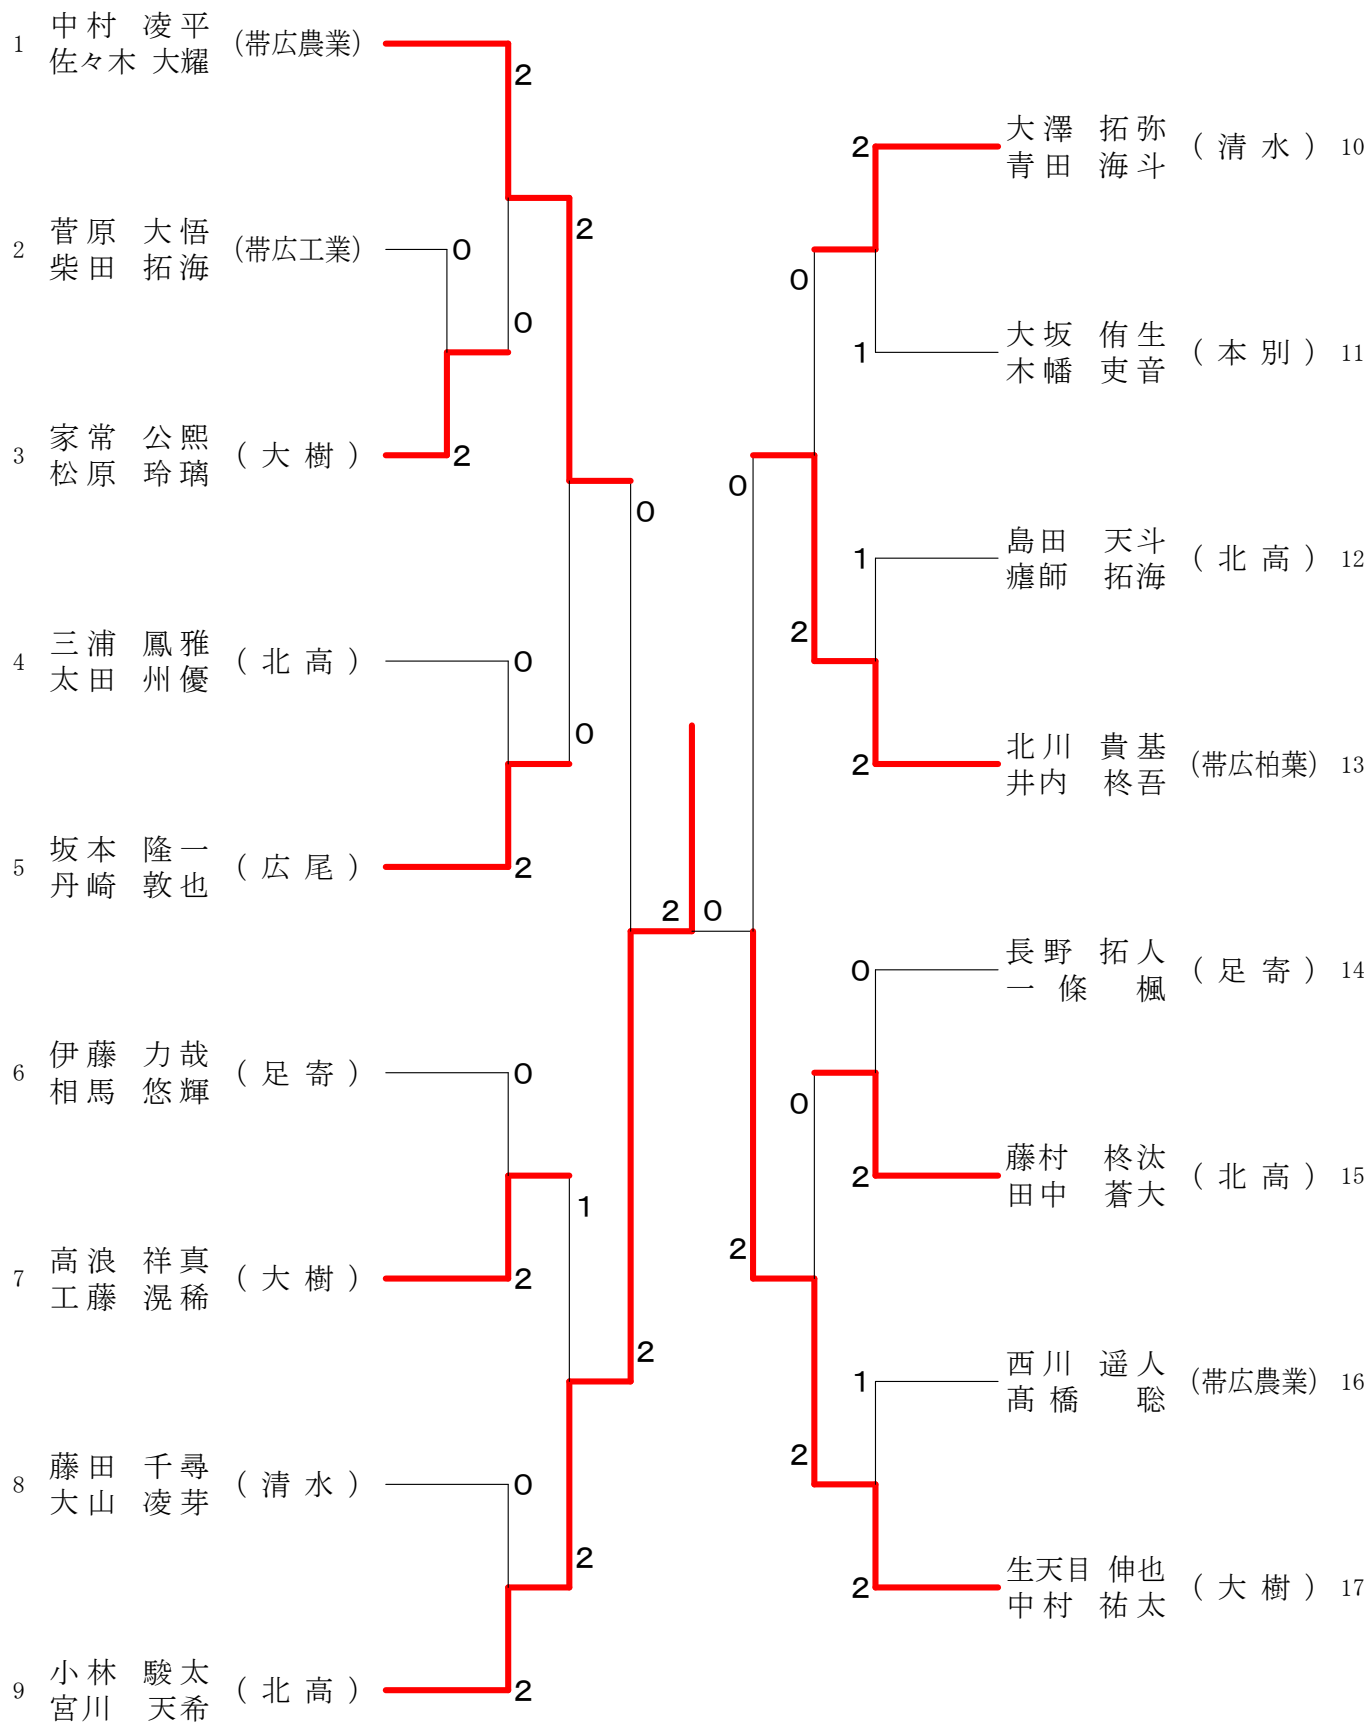 1 中村 凌平 (帯広農業)
佐々木 大耀
2
2 菅原 大悟 (帯広工業)
柴田 拓海
0
2
0
3 家常 公熙 (大樹)
松原 玲璃
2
0
4 三浦 鳳雅 (北高)
太田 州優
0
0
5 坂本 隆一 (広尾)
丹崎 敦也
2
2 0
6 伊藤 力哉 (足寄)
相馬 悠輝
0
1
7 高浪 祥真 (大樹)
工藤 滉稀
2
2
8 藤田 千尋 (清水)
大山 凌芽
0
2
9 小林 駿太 (北高)
宮川 天希
2
2 大澤 拓弥 (清水) 10
青田 海斗
0
1 大坂 侑生 (本別) 11
木幡 吏音
0
1 島田 天斗 (北高) 12
瘧師 拓海
2
2 北川 貴基 (帯広柏葉) 13
井内 柊吾
0 長野 拓人 (足寄) 14
一條 楓
0
2 藤村 柊汰 (北高) 15
田中 蒼大
2
1 西川 遥人 (帯広農業) 16
髙橋 聡
2
2 生天目 伸也 (大樹) 17
中村 祐太